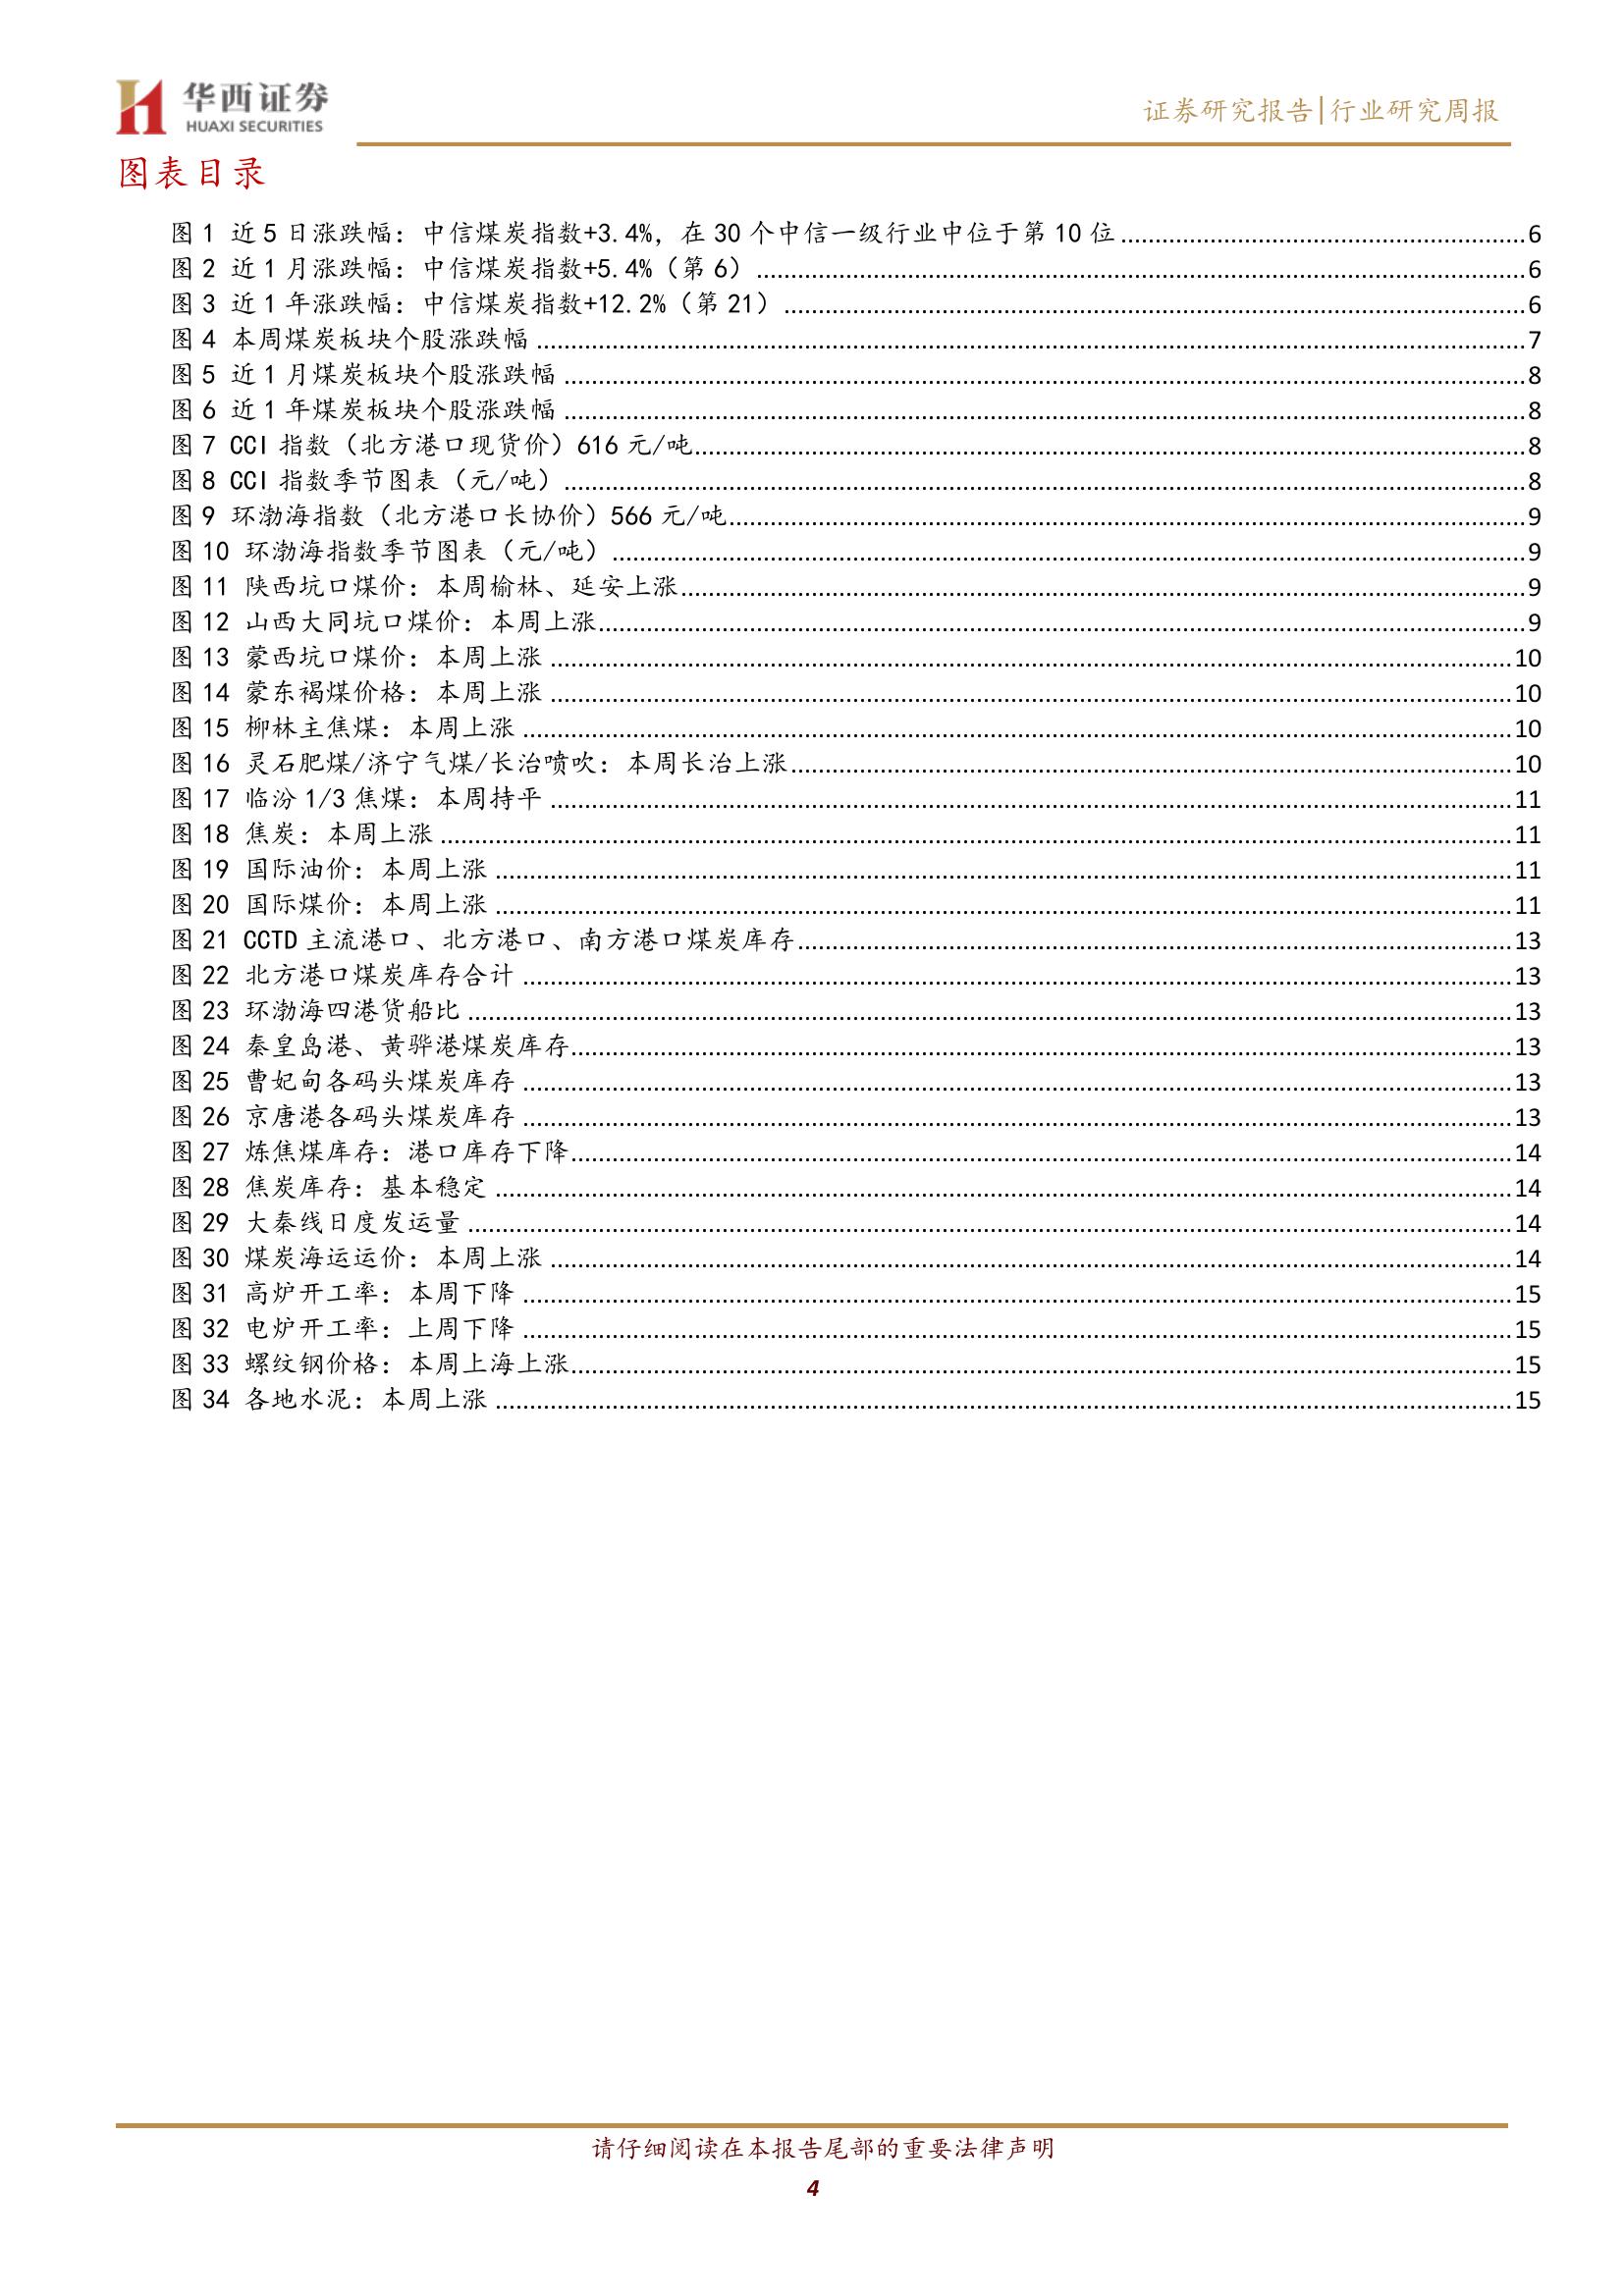 华西证券
HUAXI SECURITIES
证券研究报告|行业研究周报
图表目录
图 1 近 5 日涨跌幅：中信煤炭指数+3.4%，在 30 个中信一级行业中位于第 10 位 6
图 2 近 1 月涨跌幅：中信煤炭指数+5.4%（第 6） 6
图 3 近 1 年涨跌幅：中信煤炭指数+12.2%（第 21） 6
图 4 本周煤炭板块个股涨跌幅 7
图 5 近 1 月煤炭板块个股涨跌幅 8
图 6 近 1 年煤炭板块个股涨跌幅 8
图 7 CCI 指数（北方港口现货价）616 元/吨 8
图 8 CCI 指数季节图表（元/吨） 8
图 9 环渤海指数（北方港口长协价）566 元/吨 9
图 10 环渤海指数季节图表（元/吨） 9
图 11 陕西坑口煤价：本周榆林、延安上涨 9
图 12 山西大同坑口煤价：本周上涨 9
图 13 蒙西坑口煤价：本周上涨 10
图 14 蒙东褐煤价格：本周上涨 10
图 15 柳林主焦煤：本周上涨 10
图 16 灵石肥煤/济宁气煤/长治喷吹：本周长治上涨 10
图 17 临汾 1/3 焦煤：本周持平 11
图 18 焦炭：本周上涨 11
图 19 国际油价：本周上涨 11
图 20 国际煤价：本周上涨 11
图 21 CCTD 主流港口、北方港口、南方港口煤炭库存 13
图 22 北方港口煤炭库存合计 13
图 23 环渤海四港货船比 13
图 24 秦皇岛港、黄骅港煤炭库存 13
图 25 曹妃甸各码头煤炭库存 13
图 26 京唐港各码头煤炭库存 13
图 27 炼焦煤库存：港口库存下降 14
图 28 焦炭库存：基本稳定 14
图 29 大秦线日度发运量 14
图 30 煤炭海运运价：本周上涨 14
图 31 高炉开工率：本周下降 15
图 32 电炉开工率：上周下降 15
图 33 螺纹钢价格：本周上海上涨 15
图 34 各地水泥：本周上涨 15
请仔细阅读在本报告尾部的重要法律声明
4